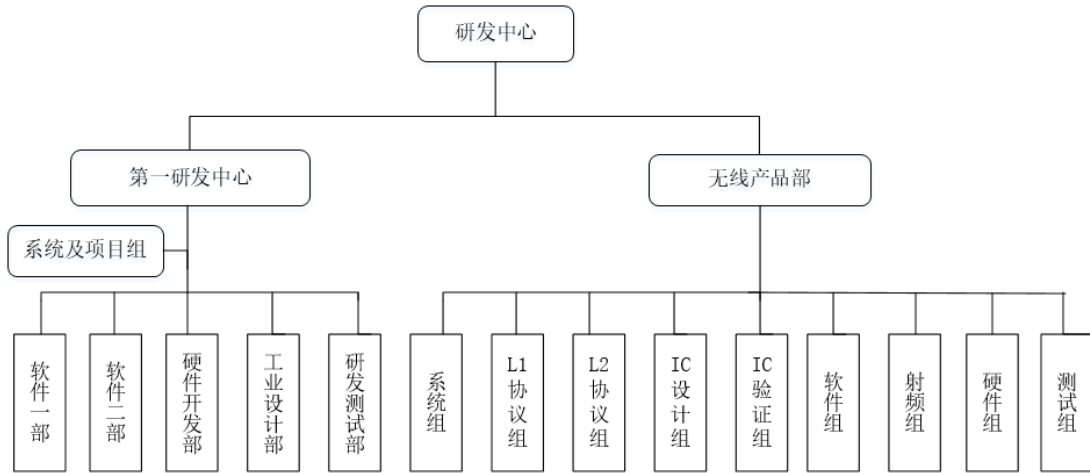 研发中心
第一研发中心
无线产品部
系统及项目组
软件一部
软件二部
硬件开发部
工业设计部
研发测试部
系统组
L1协议组
L2协议组
IC设计组
IC验证组
软件组
射频组
硬件组
测试组